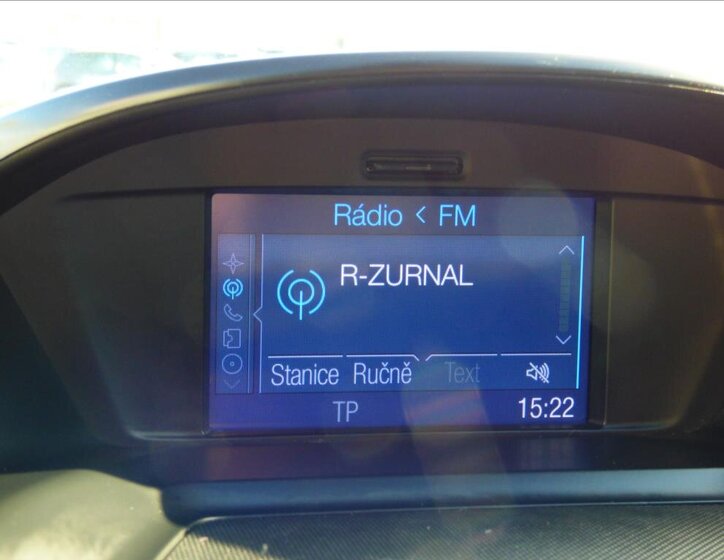 Rádio < FM
R-ZURNAL
Stanice Ručně Text
TP 15:22